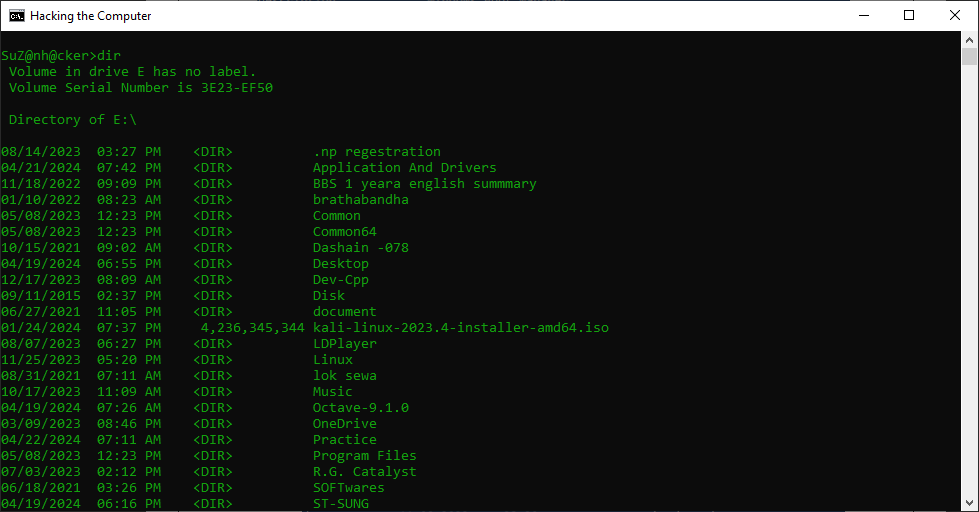 Hacking the Computer
SuZ@nh@cker>dir
Volume in drive E has no label.
Volume Serial Number is 3E23-EF50
Directory of E:\
08/14/2023 03:27 PM <DIR> .np regestration
04/21/2024 07:42 PM <DIR> Application And Drivers
11/18/2022 09:09 PM <DIR> BBS 1 yeara english summmary
01/10/2022 08:23 AM <DIR> brathabandha
05/08/2023 12:23 PM <DIR> Common
05/08/2023 12:23 PM <DIR> Common64
10/15/2021 09:02 AM <DIR> Dashain -078
04/19/2024 06:55 PM <DIR> Desktop
12/17/2023 08:09 AM <DIR> Dev-Cpp
09/11/2015 02:37 PM <DIR> Disk
06/27/2021 11:05 PM <DIR> document
01/24/2024 07:37 PM 4,236,345,344 kali-linux-2023.4-installer-amd64.iso
08/07/2023 06:27 PM <DIR> LDPlayer
11/25/2023 05:20 PM <DIR> Linux
08/31/2021 07:11 AM <DIR> lok sewa
10/17/2023 11:09 AM <DIR> Music
04/19/2024 07:26 AM <DIR> Octave-9.1.0
03/09/2023 08:46 PM <DIR> OneDrive
04/22/2024 07:11 AM <DIR> Practice
05/08/2023 12:23 PM <DIR> Program Files
07/03/2023 02:12 PM <DIR> R.G. Catalyst
06/18/2021 03:26 PM <DIR> SOFTwares
04/19/2024 06:16 PM <DIR> ST-SUNG